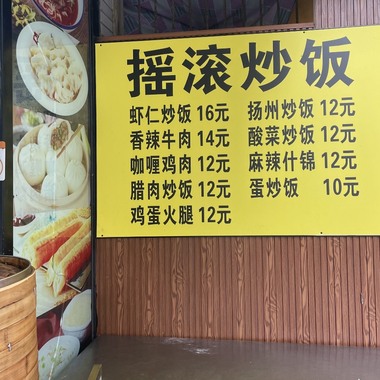 摇滚炒饭
虾仁炒饭 16元 扬州炒饭 12元
香辣牛肉 14元 酸菜炒饭 12元
咖喱鸡肉 12元 麻辣什锦 12元
腊肉炒饭 12元 蛋炒饭 10元
鸡蛋火腿 12元